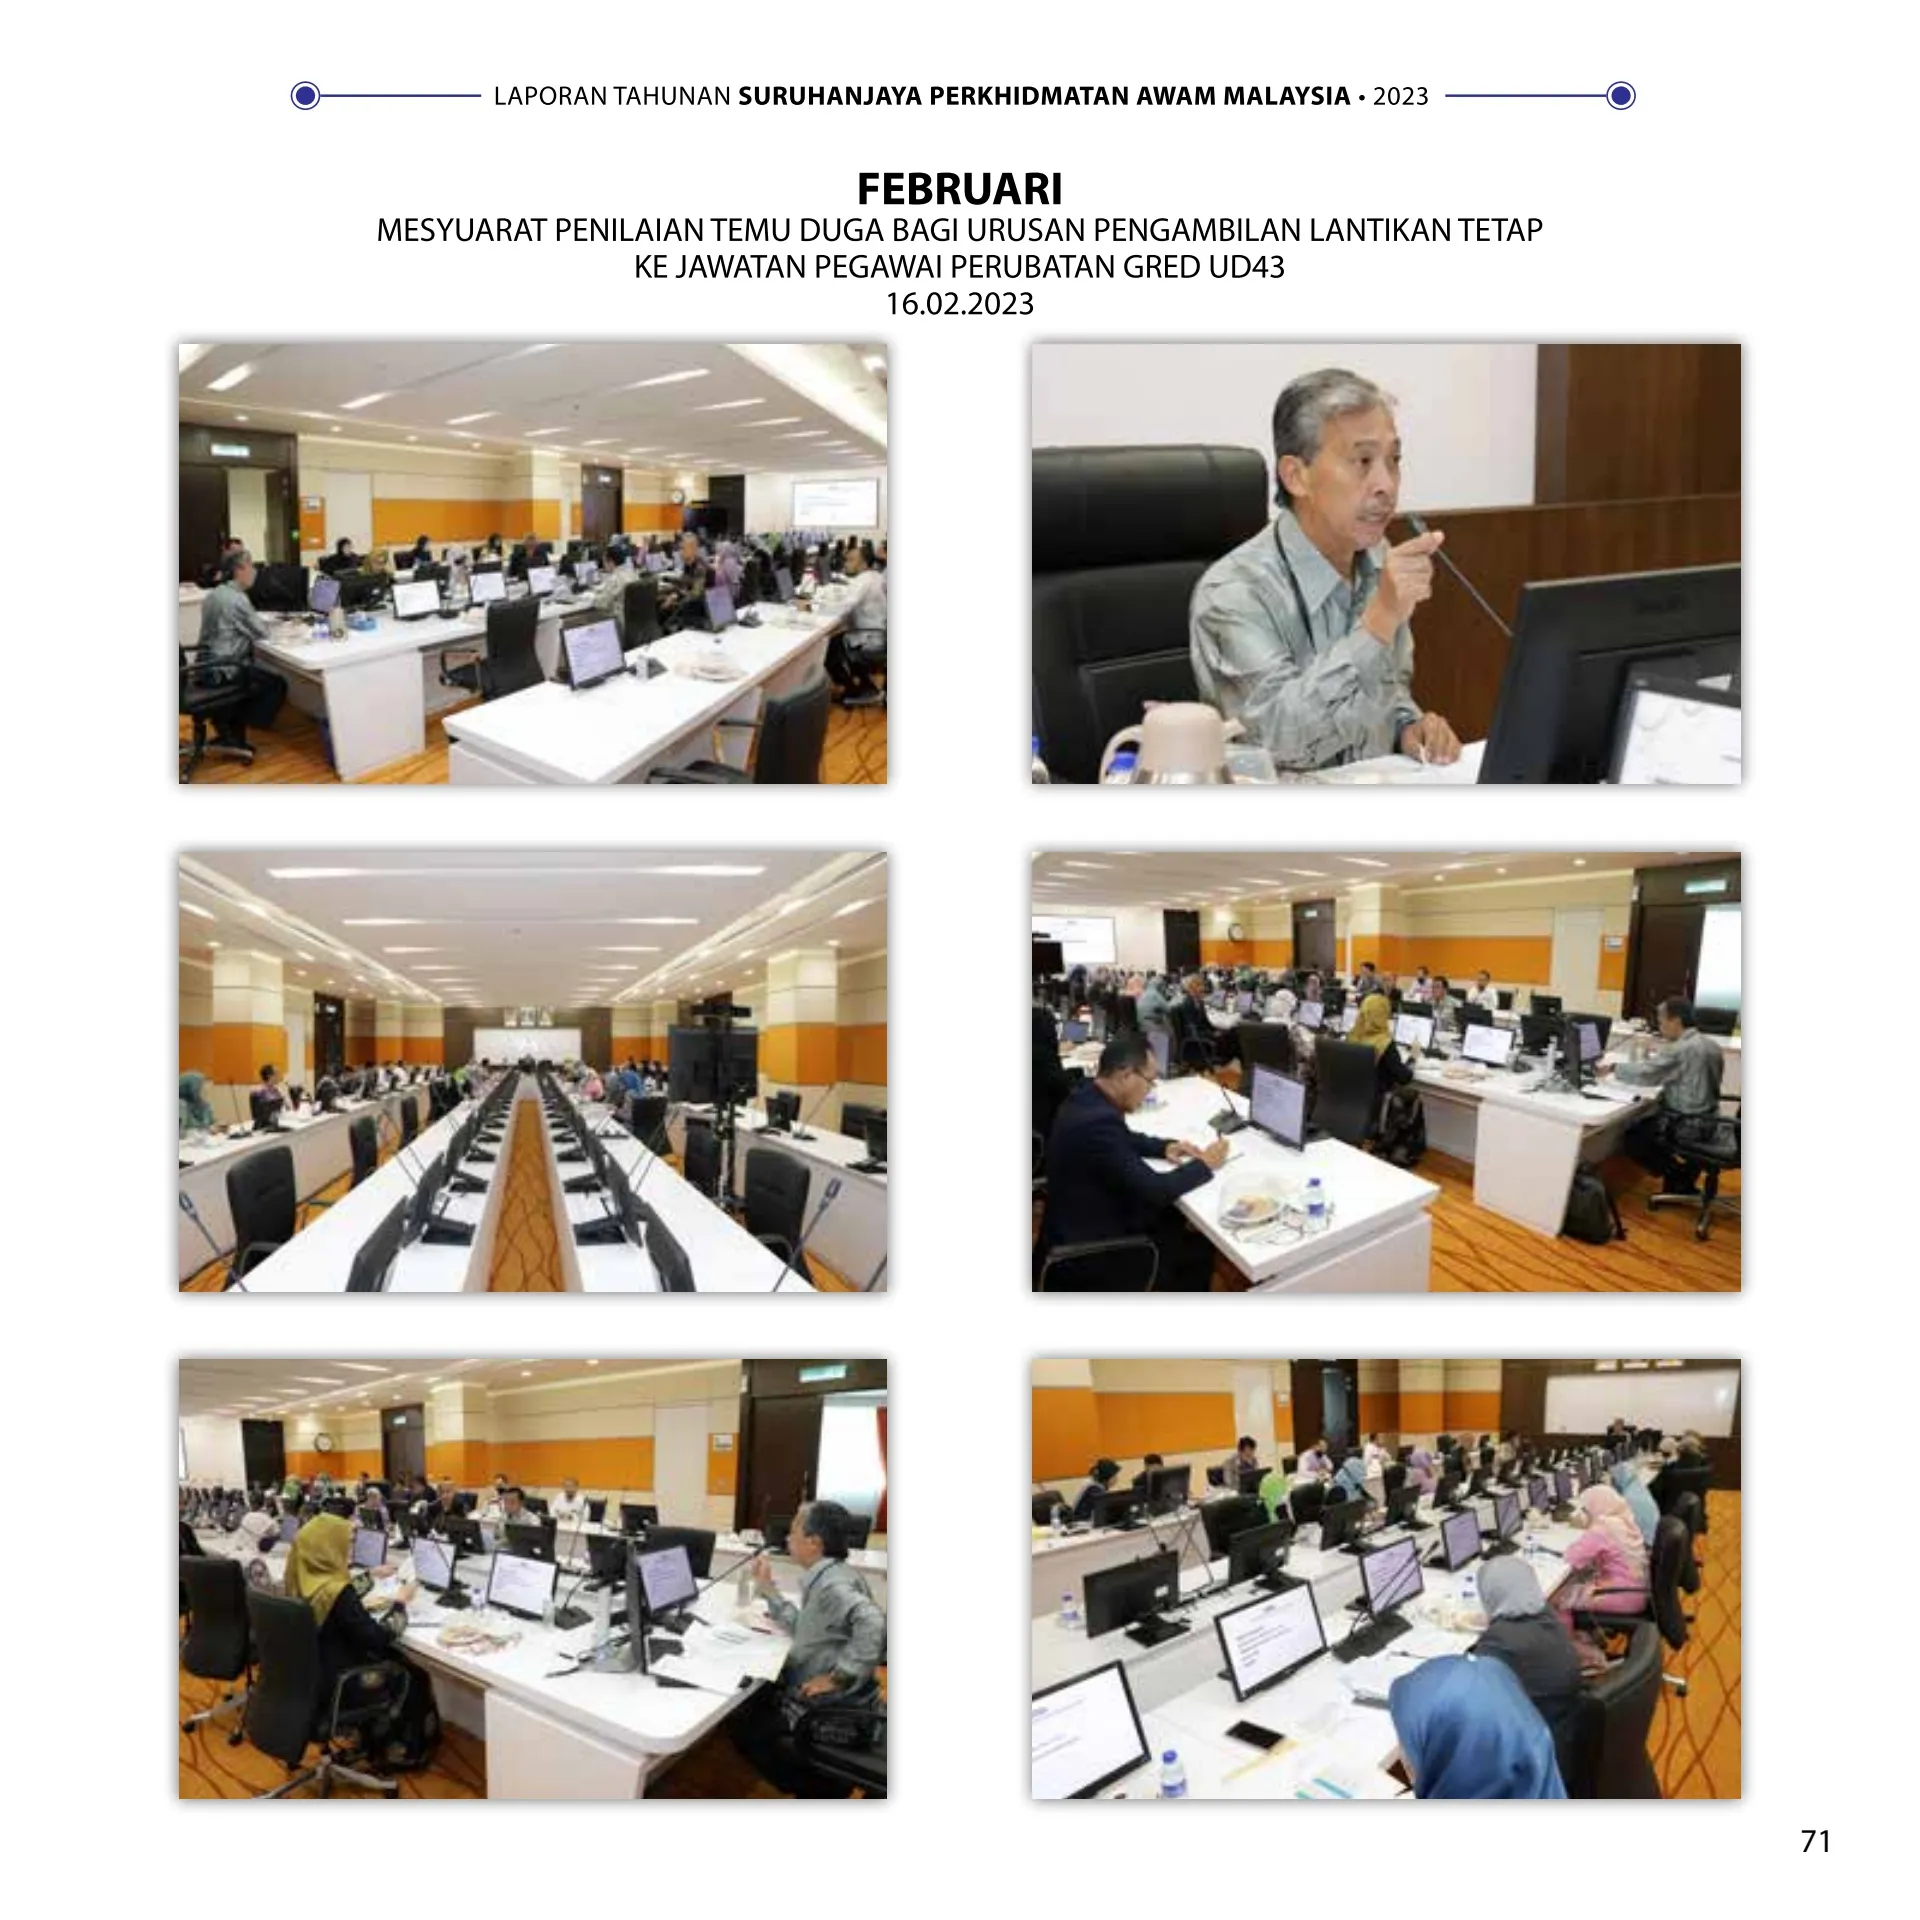 LAPORAN TAHUNAN SURUHANJAYA PERKHIDMATAN AWAM MALAYSIA • 2023
FEBRUARI
MESYUARAT PENILAIAN TEMU DUGA BAGI URUSAN PENGAMBILAN LANTIKAN TETAP
KE JAWATAN PEGAWAI PERUBATAN GRED UD43
16.02.2023
71